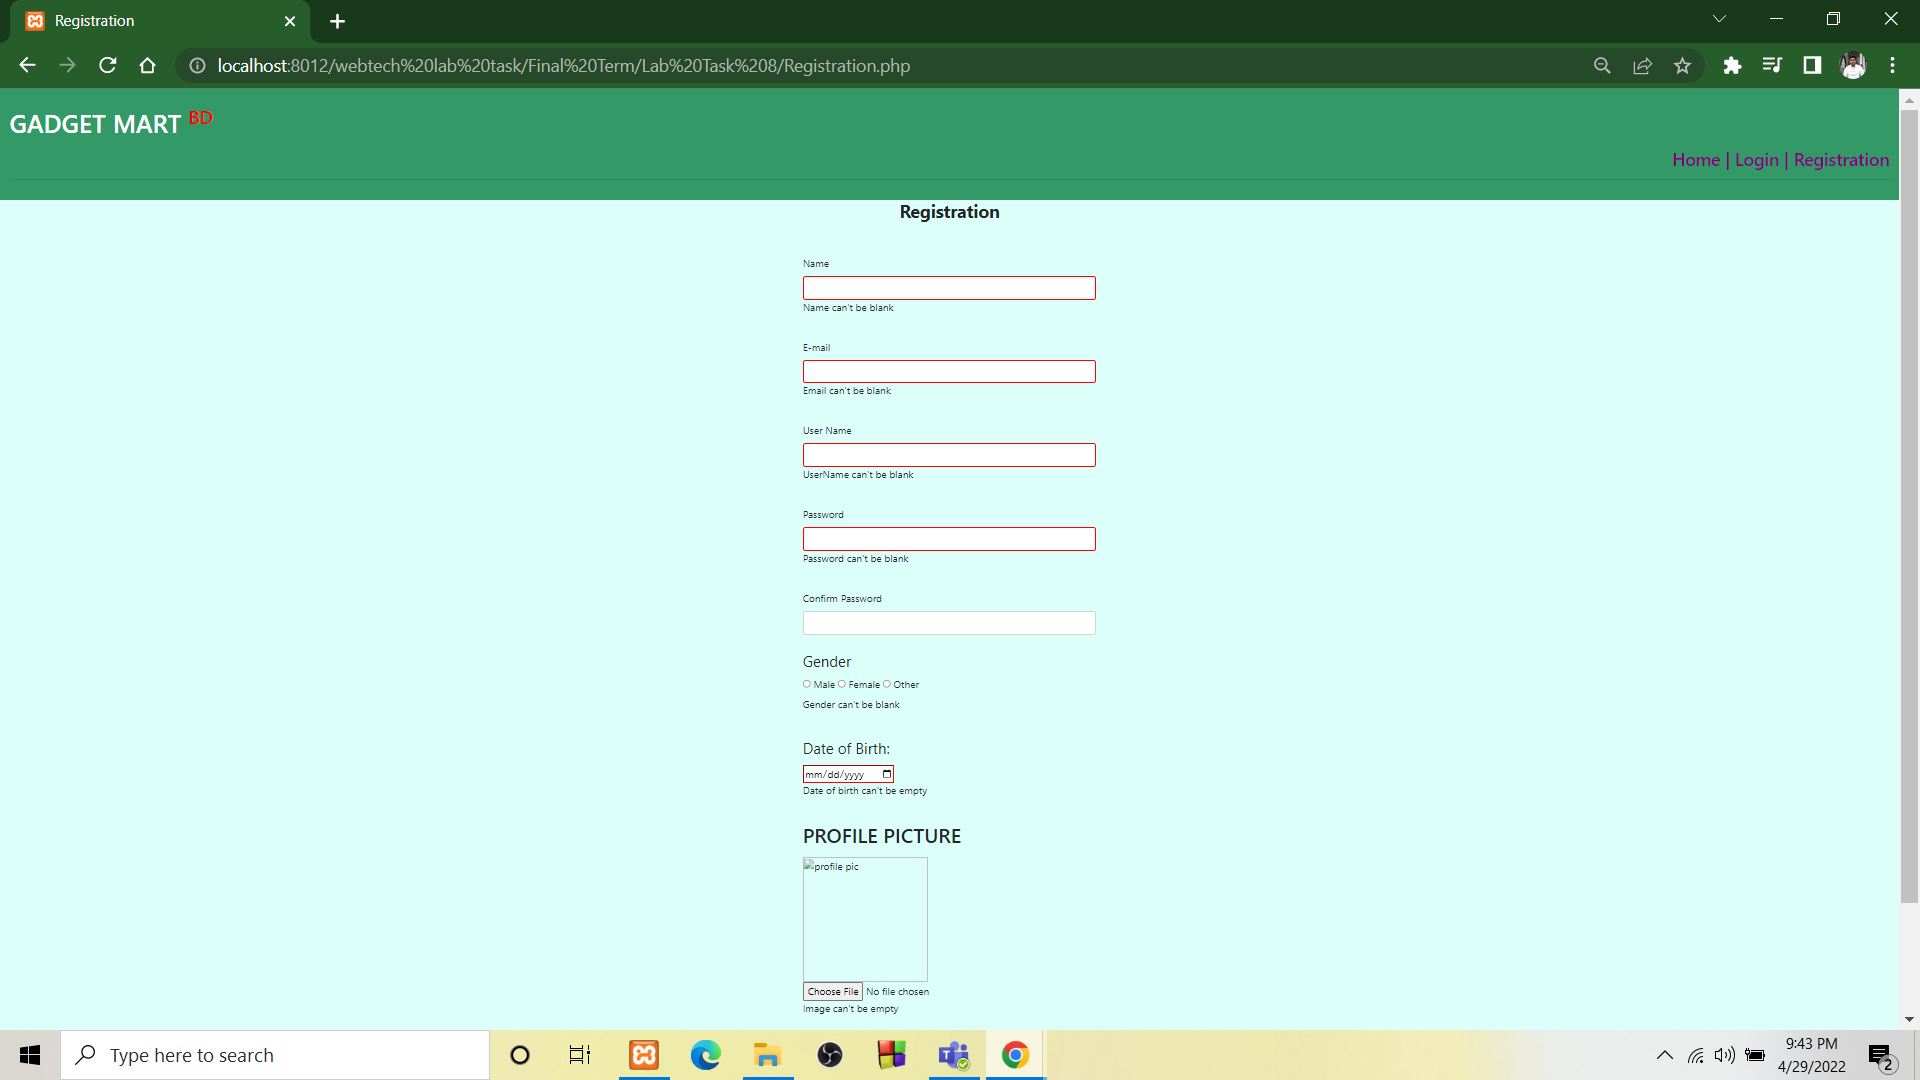 Registration
localhost:8012/webtech%20lab%20task/Final%20Term/Lab%20Task%208/Registration.php
GADGET MART BD
Home | Login | Registration
Registration
Name
Name can't be blank
E-mail
Email can't be blank
User Name
UserName can't be blank
Password
Password can't be blank
Confirm Password
Gender
Male Female Other
Gender can't be blank
Date of Birth:
mm/dd/yyyy
Date of birth can't be empty
PROFILE PICTURE
profile pic
Choose File No file chosen
Image can't be empty
Type here to search
9:43 PM
4/29/2022
2